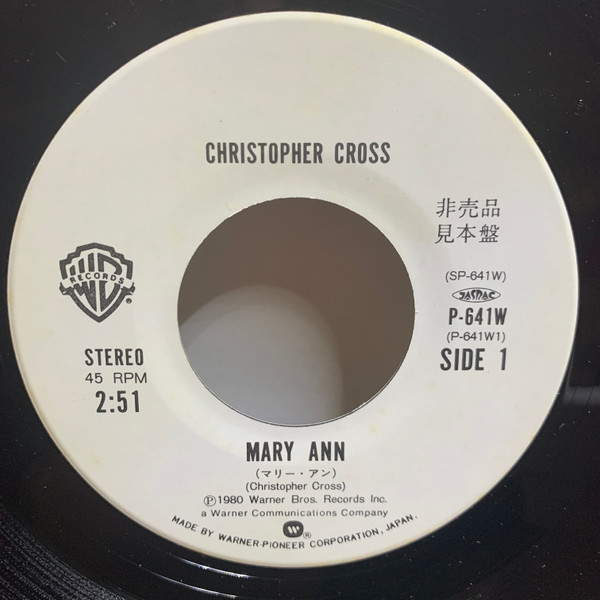 CHRISTOPHER CROSS
非売品
見本盤
(SP-641W)
JASRAC
P-641W
(P-641W1)
SIDE 1
W
RECORDS
®
STEREO
45 RPM
2:51
MARY ANN
(マリー・アン)
(Christopher Cross)
Ⓟ1980 Warner Bros. Records Inc.
a Warner Communications Company
W®
MADE BY WARNER-PIONEER CORPORATION, JAPAN.